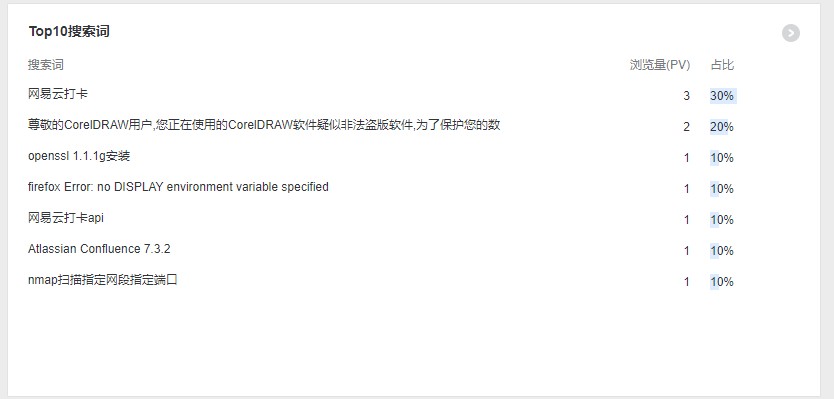 Top10搜索词
搜索词 浏览量(PV) 占比
网易云打卡 3 30%
尊敬的CorelDRAW用户,您正在使用的CorelDRAW软件疑似非法盗版软件,为了保护您的数 2 20%
openssl 1.1.1g安装 1 10%
firefox Error: no DISPLAY environment variable specified 1 10%
网易云打卡api 1 10%
Atlassian Confluence 7.3.2 1 10%
nmap扫描指定网段指定端口 1 10%